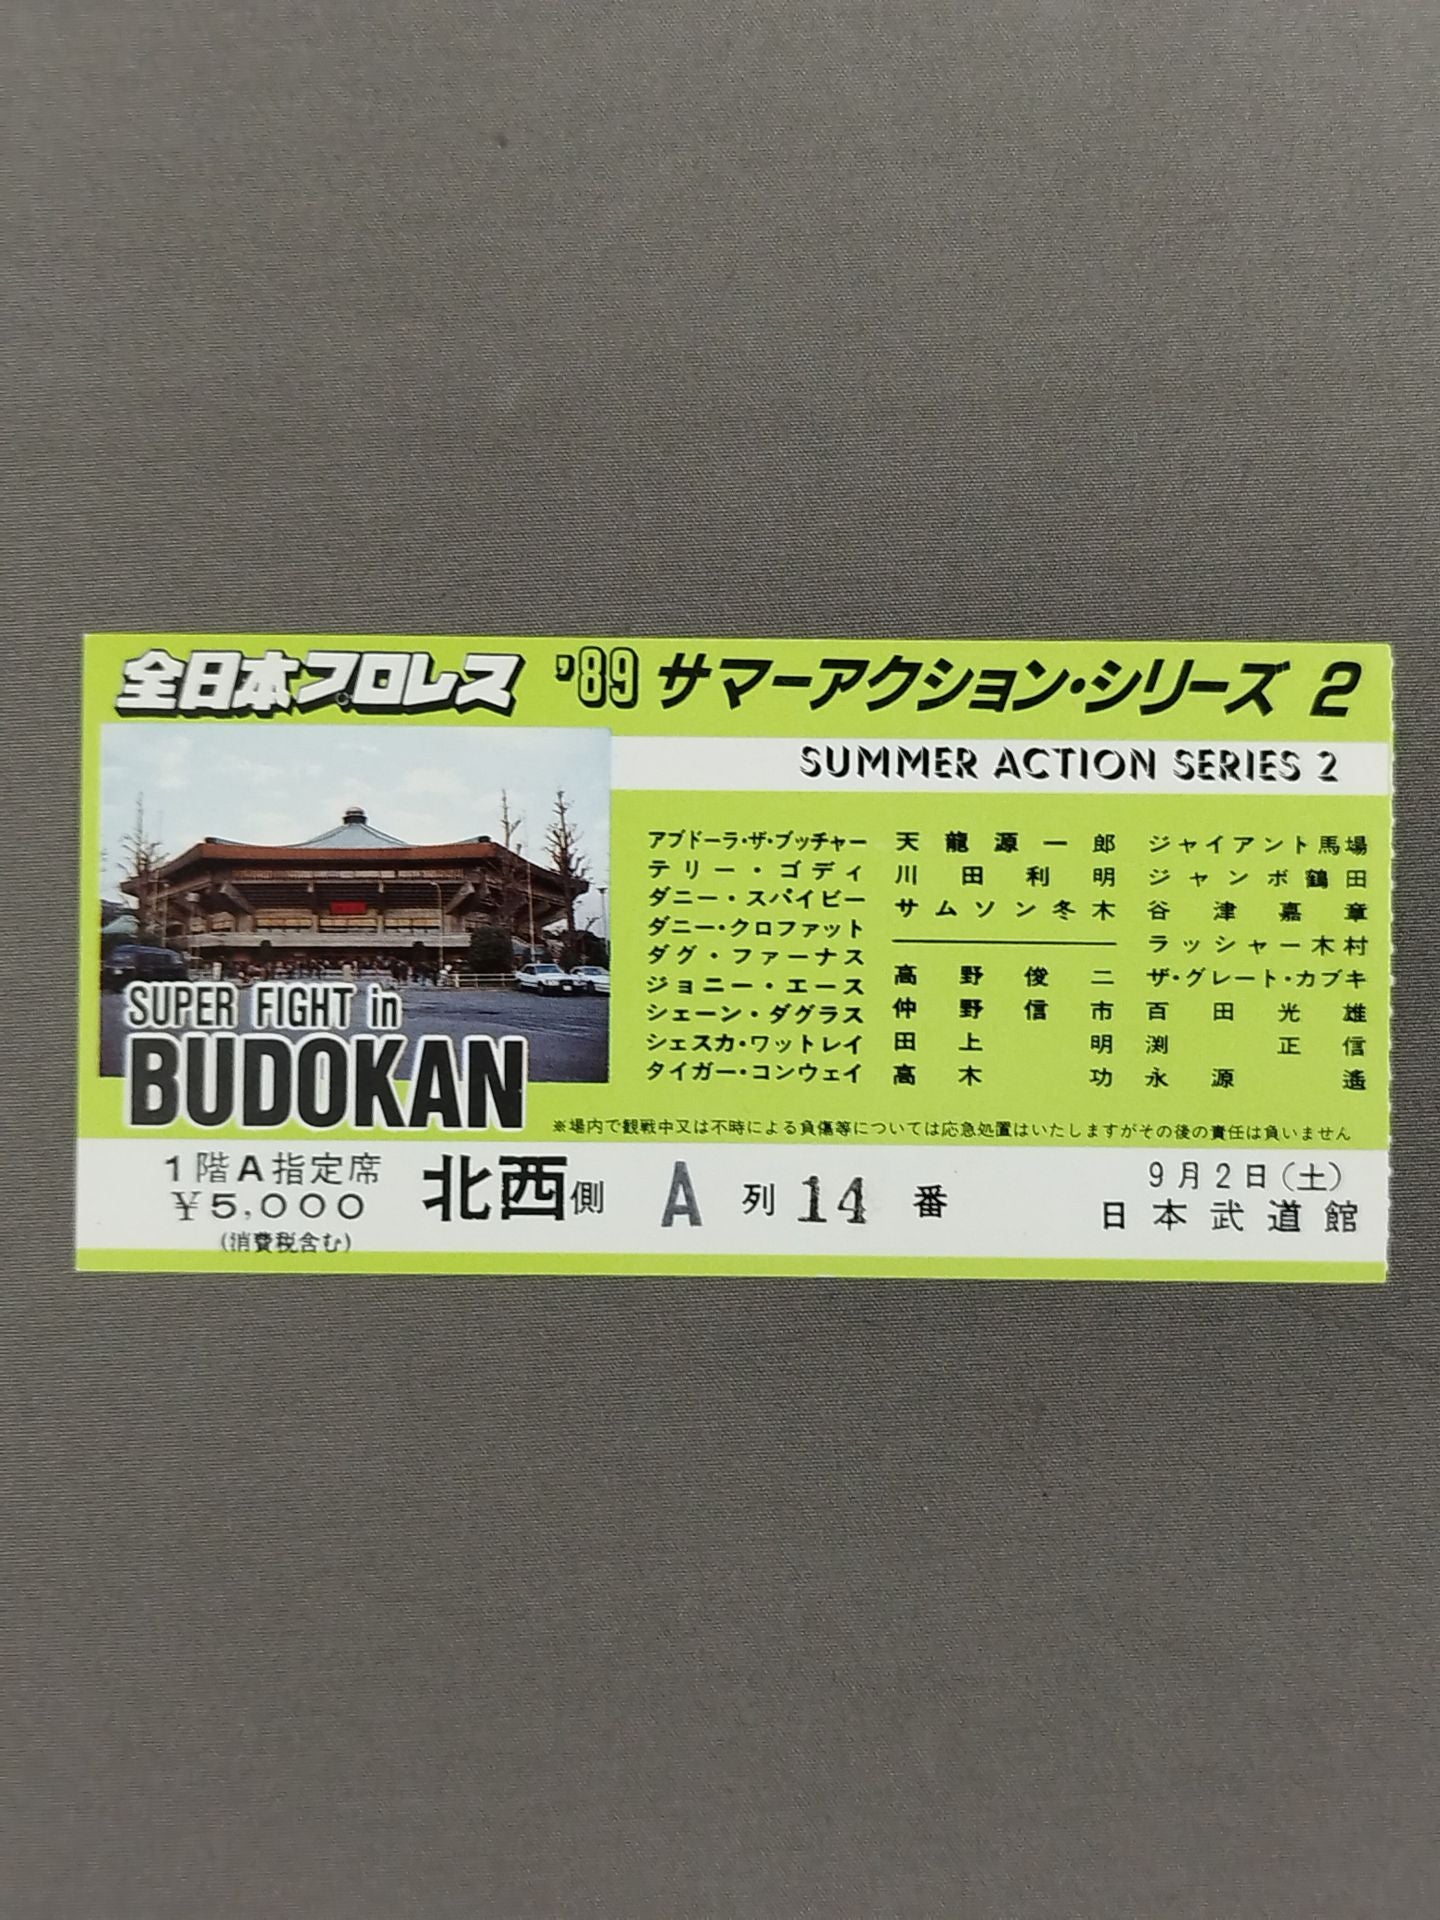 全日本プロレス '89 サマーアクション・シリーズ 2
SUMMER ACTION SERIES 2
SUPER FIGHT in
BUDOKAN
アブドーラ・ザ・ブッチャー
テリー・ゴディ
ダニー・スパイビー
ダニー・クロファット
ダグ・ファーナス
ジョニー・エース
シェーン・ダグラス
シェスカ・ワットレイ
タイガー・コンウェイ
天龍源一郎
川田利明
サムソン冬木
高野俊二
仲野信市
田上明
高木功
ジャイアント馬場
ジャンボ鶴田
谷津嘉章
ラッシャー木村
ザ・グレート・カブキ
百田光雄
渕正信
永源遙
※場内で観戦中又は不時による負傷等については応急処置はいたしますがその後の責任は負いません
1階A指定席
¥5,000
(消費税含む)
北西側 A 列 14 番
9月2日(土)
日本武道館